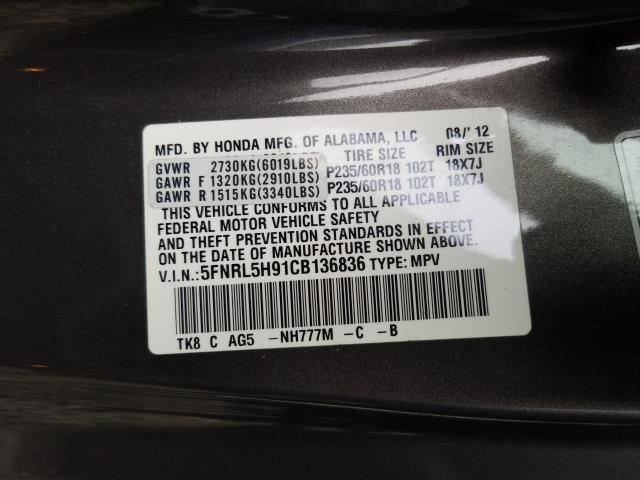 MFD. BY HONDA MFG. OF ALABAMA, LLC 08/'12
TIRE SIZE RIM SIZE
GVWR 2730KG(6019LBS)
GAWR F 1320KG(2910LBS) P235/60R18 102T 18X7J
GAWR R 1515KG(3340LBS) P235/60R18 102T 18X7J
THIS VEHICLE CONFORMS TO ALL APPLICABLE
FEDERAL MOTOR VEHICLE SAFETY
AND THEFT PREVENTION STANDARDS IN EFFECT
ON THE DATE OF MANUFACTURE SHOWN ABOVE.
V.I.N.: 5FNRL5H91CB136836 TYPE: MPV
TK8 C AG5 -NH777M -C -B